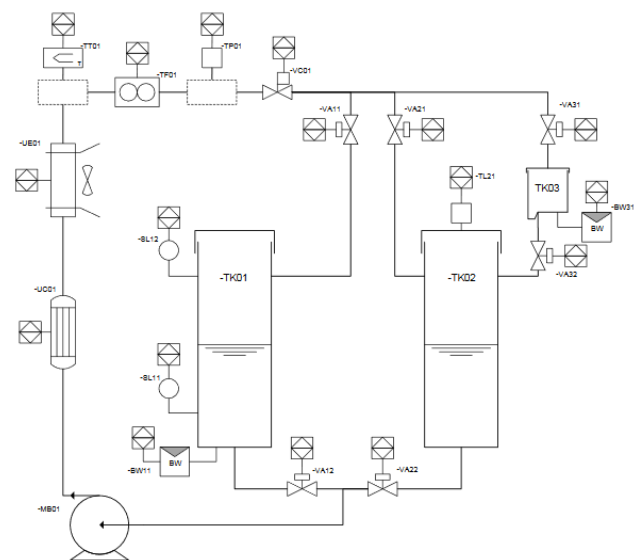 -TT01
T
-TF01
-TP01
-VC01
-VA11
-VA21
-VA31
-UE01
-TL21
TK03
-BW31
BW
-SL12
-VA32
-TK01
-TK02
-UC01
-SL11
-BW11
BW
-VA12
-VA22
-MB01